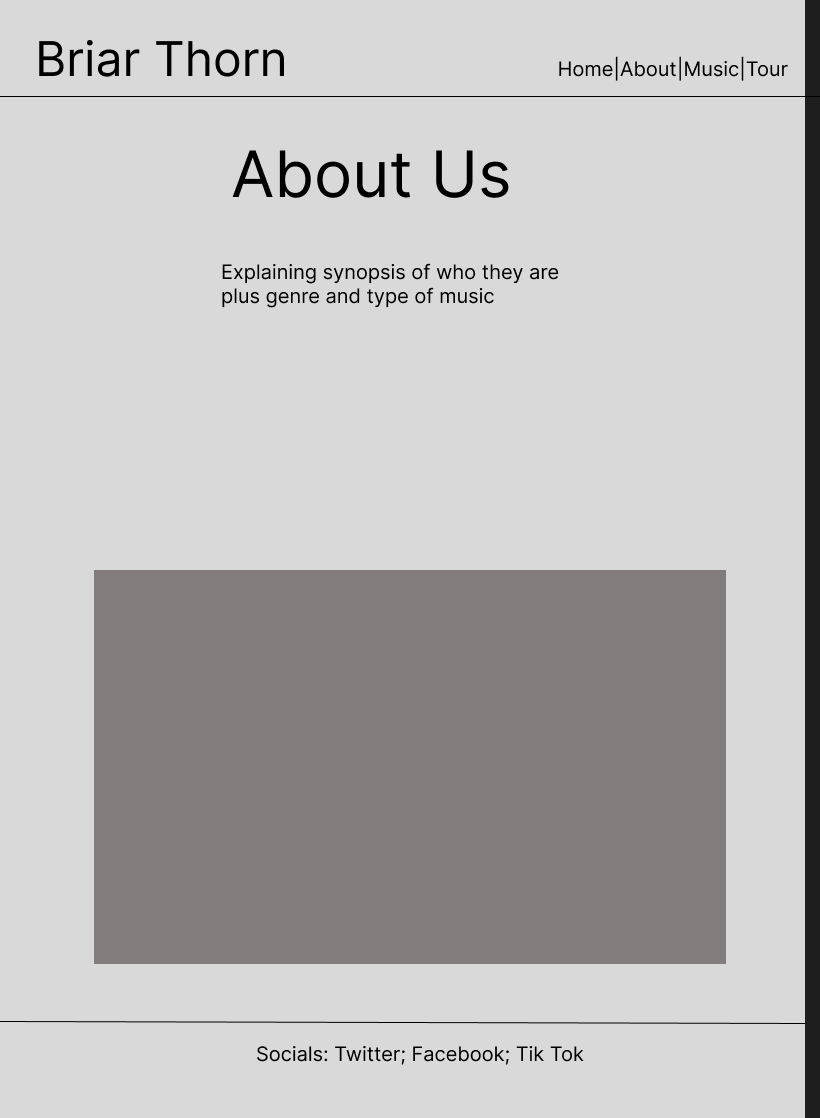 Briar Thorn
Home|About|Music|Tour
About Us
Explaining synopsis of who they are
plus genre and type of music
Socials: Twitter; Facebook; Tik Tok